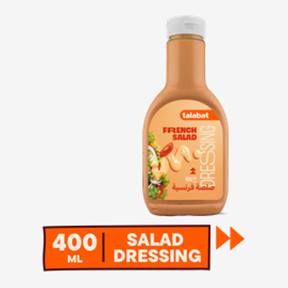 talabat
FRENCH
SALAD
DRESSING
صلصة فرنسية
400
ML
SALAD
DRESSING